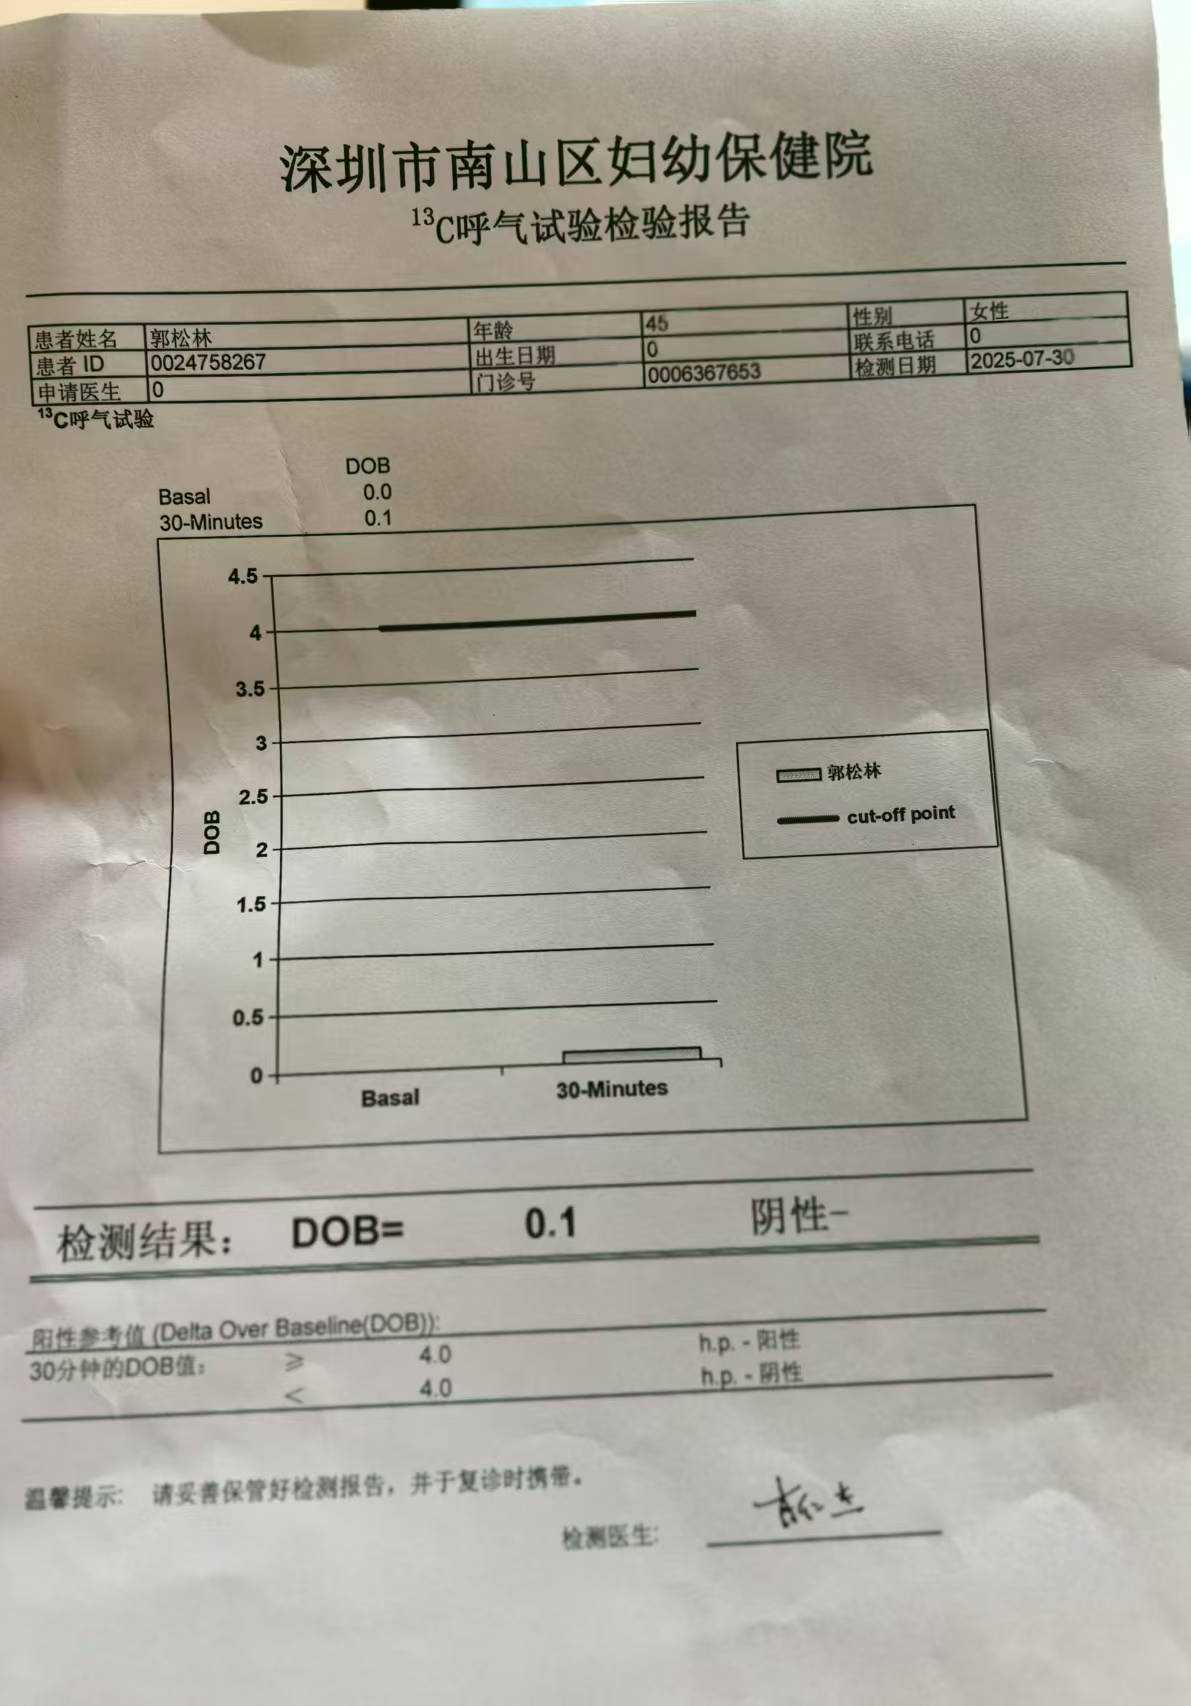 深圳市南山区妇幼保健院
13C呼气试验检验报告
患者姓名 郭松林 年龄 45 性别 女性
患者 ID 0024758267 出生日期 0 联系电话 0
申请医生 0 门诊号 0006367653 检测日期 2025-07-30
13C呼气试验
DOB
Basal 0.0
30-Minutes 0.1
4.5
4
3.5
3
2.5
2
1.5
1
0.5
0
DOB
Basal 30-Minutes
郭松林
cut-off point
检测结果： DOB= 0.1 阴性-
阳性参考值 (Delta Over Baseline(DOB)):
30分钟的DOB值： ≥ 4.0 h.p. - 阳性
< 4.0 h.p. - 阴性
温馨提示: 请妥善保管好检测报告，并于复诊时携带。
检测医生: